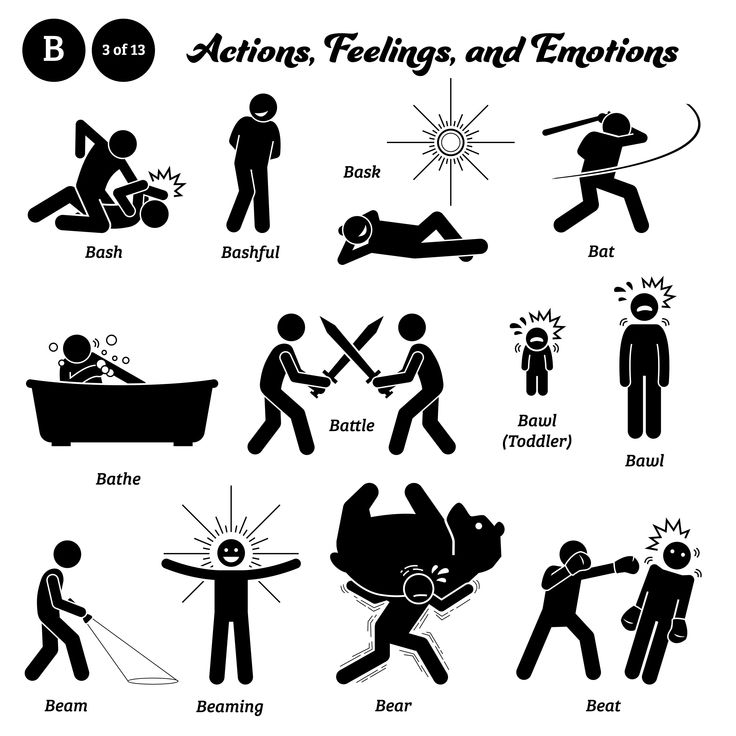 B
3 of 13
Actions, Feelings, and Emotions
Bash
Bashful
Bask
Bat
Bathe
Battle
Bawl
(Toddler)
Bawl
Beam
Beaming
Bear
Beat